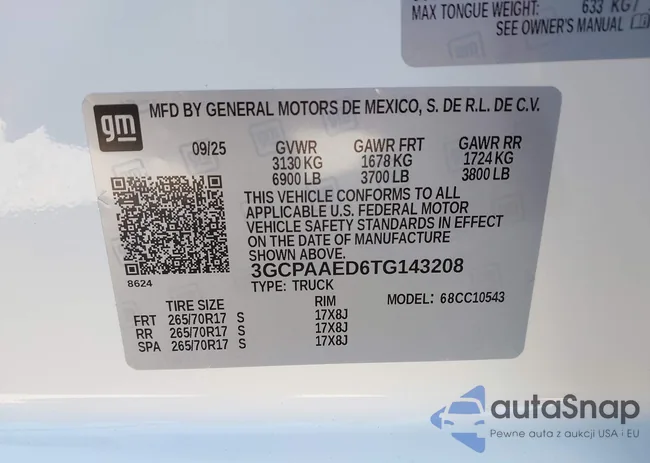 MAX TONGUE WEIGHT: 633 KG /
SEE OWNER'S MANUAL
gm
MFD BY GENERAL MOTORS DE MEXICO, S. DE R.L. DE C.V.
09/25 GVWR GAWR FRT GAWR RR
3130 KG 1678 KG 1724 KG
6900 LB 3700 LB 3800 LB
THIS VEHICLE CONFORMS TO ALL
APPLICABLE U.S. FEDERAL MOTOR
VEHICLE SAFETY STANDARDS IN EFFECT
ON THE DATE OF MANUFACTURE
SHOWN ABOVE.
3GCPAAED6TG143208
8624
TYPE: TRUCK
TIRE SIZE RIM MODEL: 68CC10543
FRT 265/70R17 S 17X8J
RR 265/70R17 S 17X8J
SPA 265/70R17 S 17X8J
autaSnap
Pewne auta z aukcji USA i EU